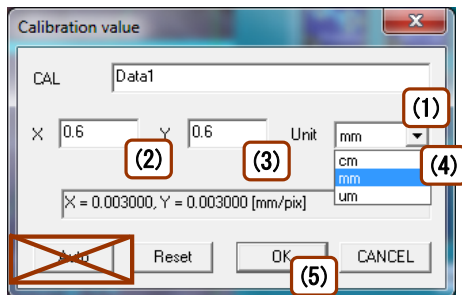 Calibration value
CAL Data1
(1)
X 0.6 Y 0.6 Unit mm
(2) (3) (4)
cm
mm
um
X = 0.003000, Y = 0.003000 [mm/pix]
Auto Reset OK CANCEL
(5)